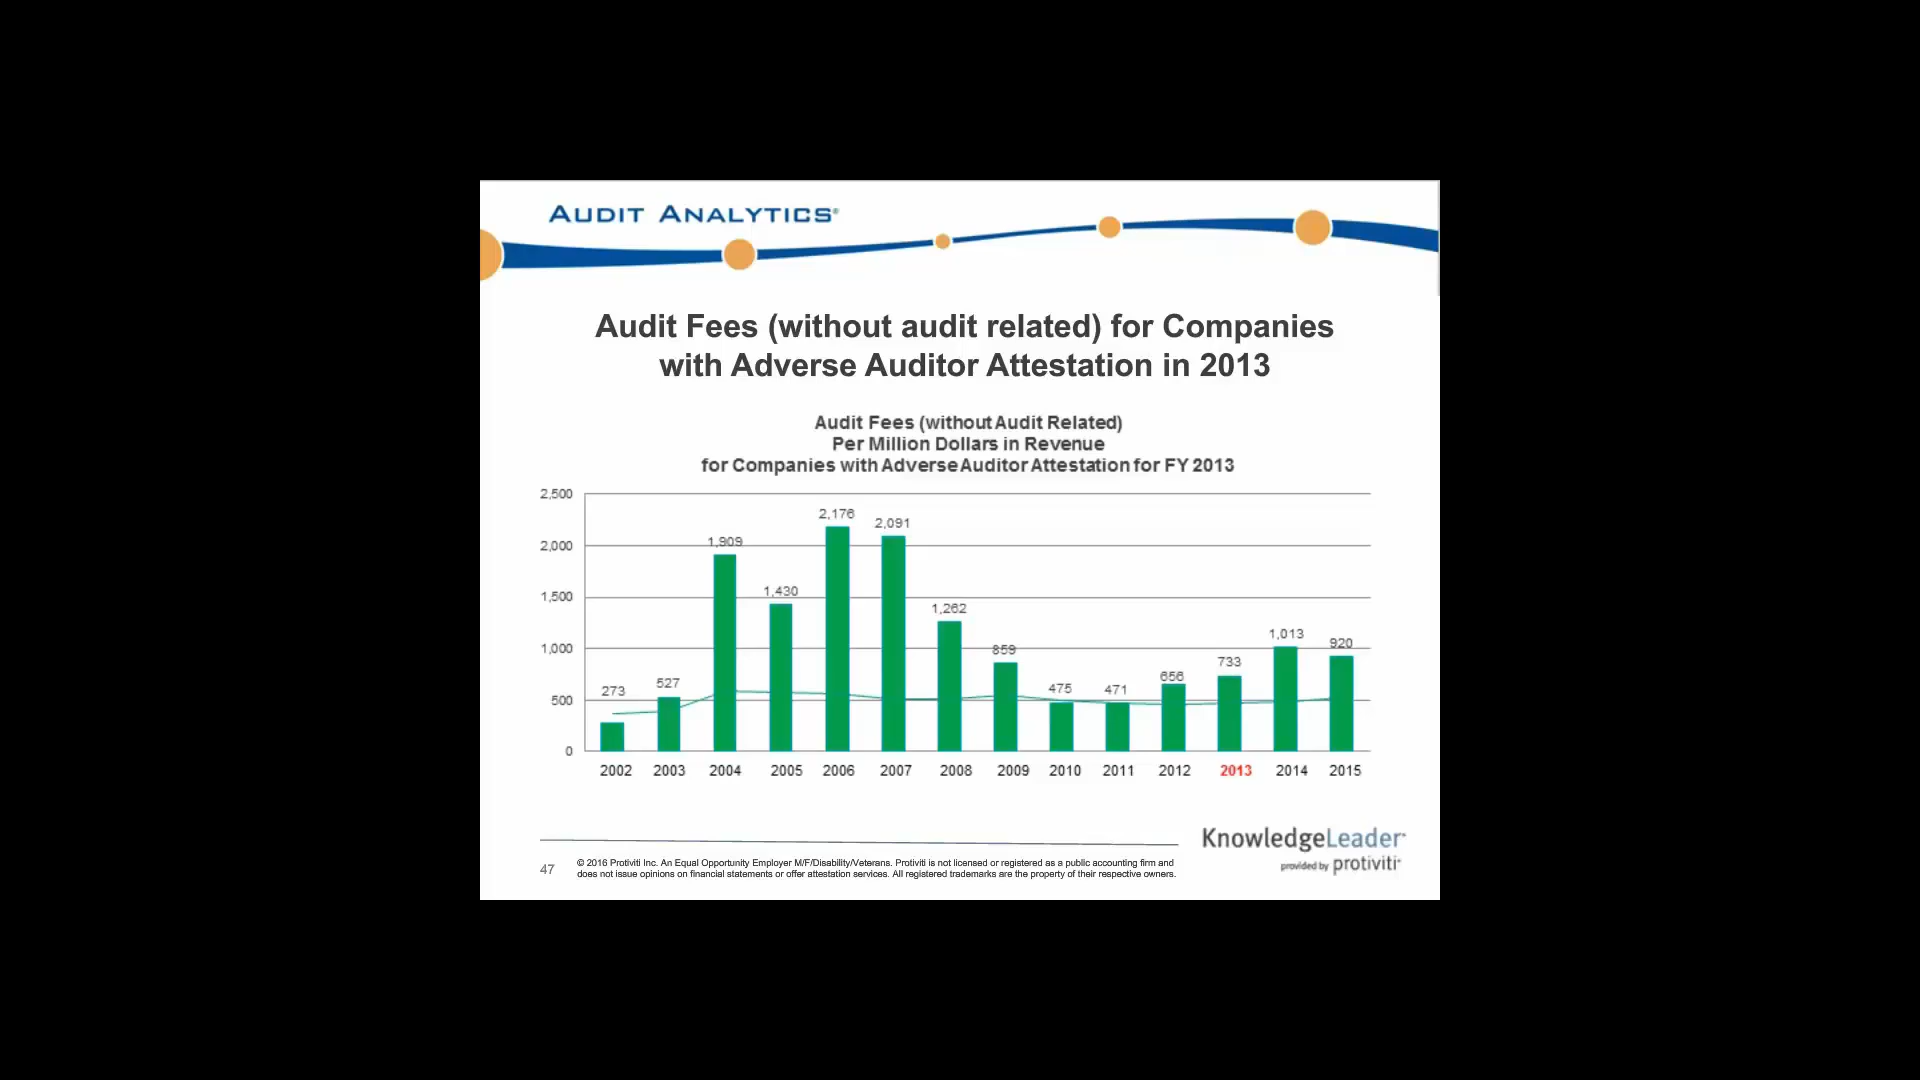 AUDIT ANALYTICS®
Audit Fees (without audit related) for Companies
with Adverse Auditor Attestation in 2013
Audit Fees (without Audit Related)
Per Million Dollars in Revenue
for Companies with Adverse Auditor Attestation for FY 2013
2,500
2,000
1,500
1,000
500
0
273
527
1,909
1,430
2,176
2,091
1,262
859
475
471
656
733
1,013
920
2002 2003 2004 2005 2006 2007 2008 2009 2010 2011 2012 2013 2014 2015
KnowledgeLeader
provided by protiviti
47
© 2016 Protiviti Inc. An Equal Opportunity Employer M/F/Disability/Veterans. Protiviti is not licensed or registered as a public accounting firm and
does not issue opinions on financial statements or offer attestation services. All registered trademarks are the property of their respective owners.